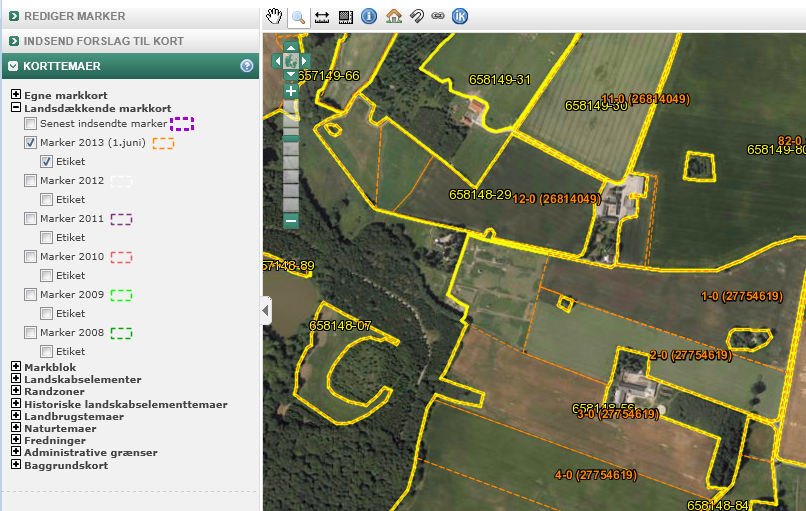 REDIGER MARKER
INDSEND FORSLAG TIL KORT
KORTTEMAER
Egne markkort
Landsdækkende markkort
Senest indsendte marker
Marker 2013 (1.juni)
Etiket
Marker 2012
Etiket
Marker 2011
Etiket
Marker 2010
Etiket
Marker 2009
Etiket
Marker 2008
Etiket
Markblok
Landskabselementer
Randzoner
Historiske landskabselementtemaer
Landbrugstemaer
Naturtemaer
Fredninger
Administrative grænser
Baggrundskort
657149-66
658149-31
658149-30
11-0 (26814049)
82-0
658149-80
658148-29
12-0 (26814049)
57148-89
1-0 (27754619)
658148-07
2-0 (27754619)
658148-56
3-0 (27754619)
4-0 (27754619)
658148-84